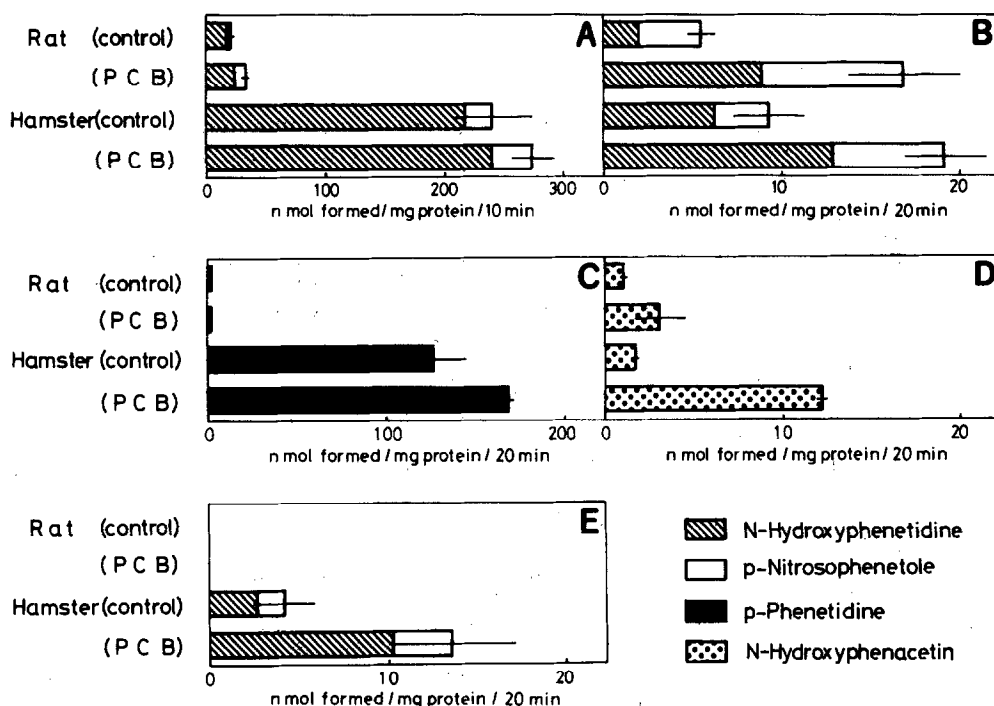 Rat (control)
(PCB)
Hamster(control)
(PCB)
A
0 100 200 300
n mol formed/mg protein/10 min
B
0 10 20
n mol formed/mg protein/ 20 min
Rat (control)
(PCB)
Hamster (control)
(PCB)
C
0 100 200
n mol formed/mg protein/ 20 min
D
0 10 20
n mol formed/mg protein/ 20 min
Rat (control)
(PCB)
Hamster(control)
(PCB)
E
0 10 20
n mol formed/mg protein/ 20 min
N-Hydroxyphenetidine
p-Nitrosophenetole
p-Phenetidine
N-Hydroxyphenacetin